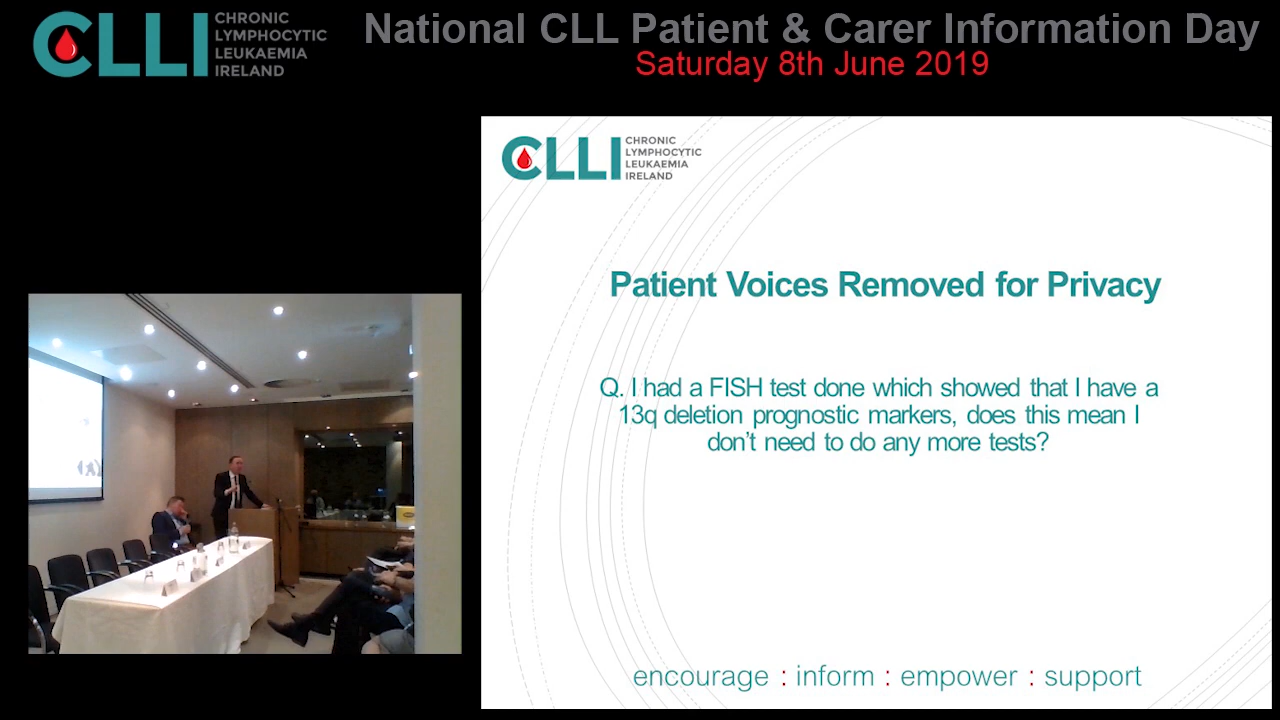 CLLI CHRONIC
LYMPHOCYTIC
LEUKAEMIA
IRELAND
National CLL Patient & Carer Information Day
Saturday 8th June 2019
CLLI CHRONIC
LYMPHOCYTIC
LEUKAEMIA
IRELAND
Patient Voices Removed for Privacy
Q. I had a FISH test done which showed that I have a
13q deletion prognostic markers, does this mean I
don't need to do any more tests?
encourage : inform : empower : support